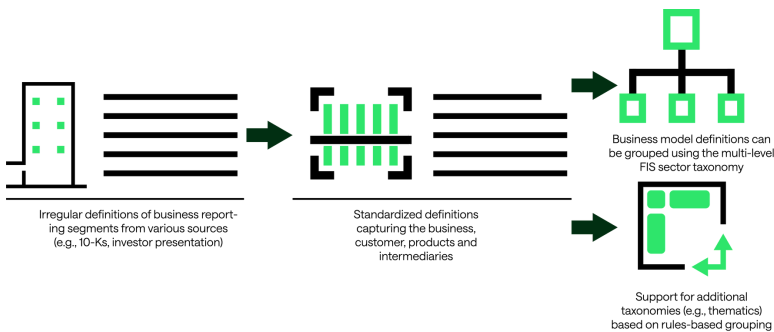 Irregular definitions of business report-
ing segments from various sources
(e.g., 10-Ks, investor presentation)
Standardized definitions
capturing the business,
customer, products and
intermediaries
Business model definitions can
be grouped using the multi-level
FIS sector taxonomy
Support for additional
taxonomies (e.g., thematics)
based on rules-based grouping